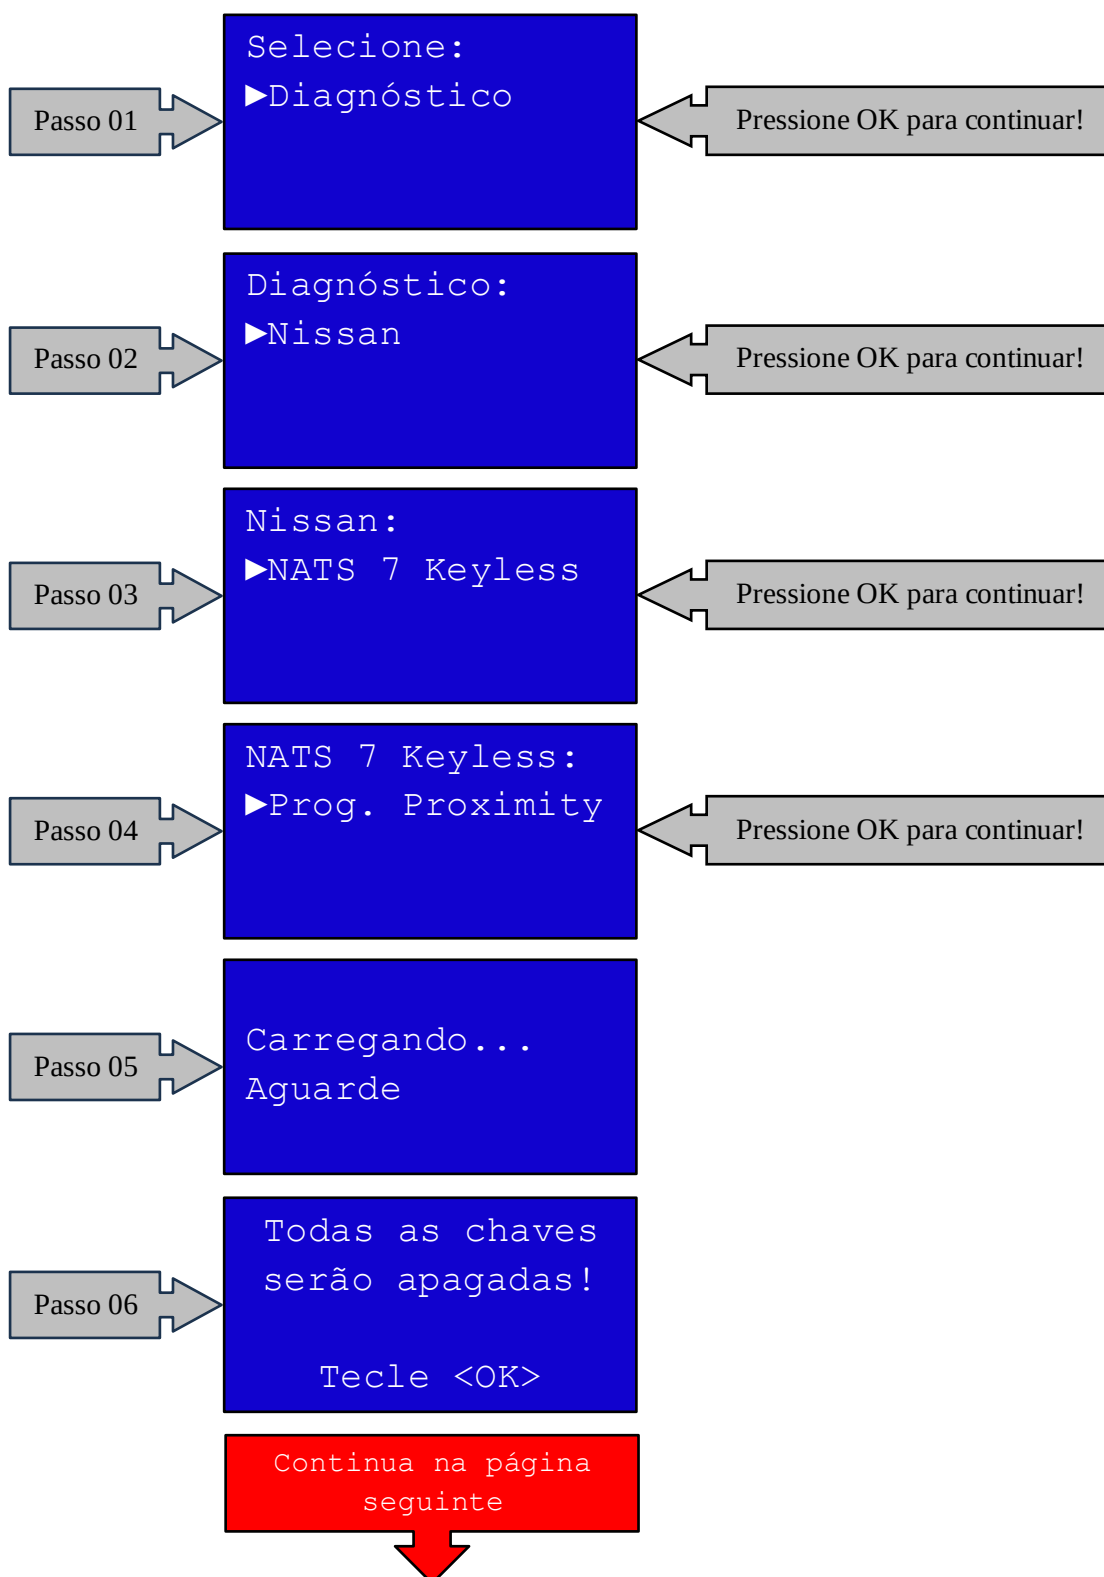 Selecione:
►Diagnóstico
Passo 01
Pressione OK para continuar!
Diagnóstico:
►Nissan
Passo 02
Pressione OK para continuar!
Nissan:
►NATS 7 Keyless
Passo 03
Pressione OK para continuar!
NATS 7 Keyless:
►Prog. Proximity
Passo 04
Pressione OK para continuar!
Carregando...
Aguarde
Passo 05
Todas as chaves
serão apagadas!
Passo 06
Tecle <OK>
Continua na página
seguinte